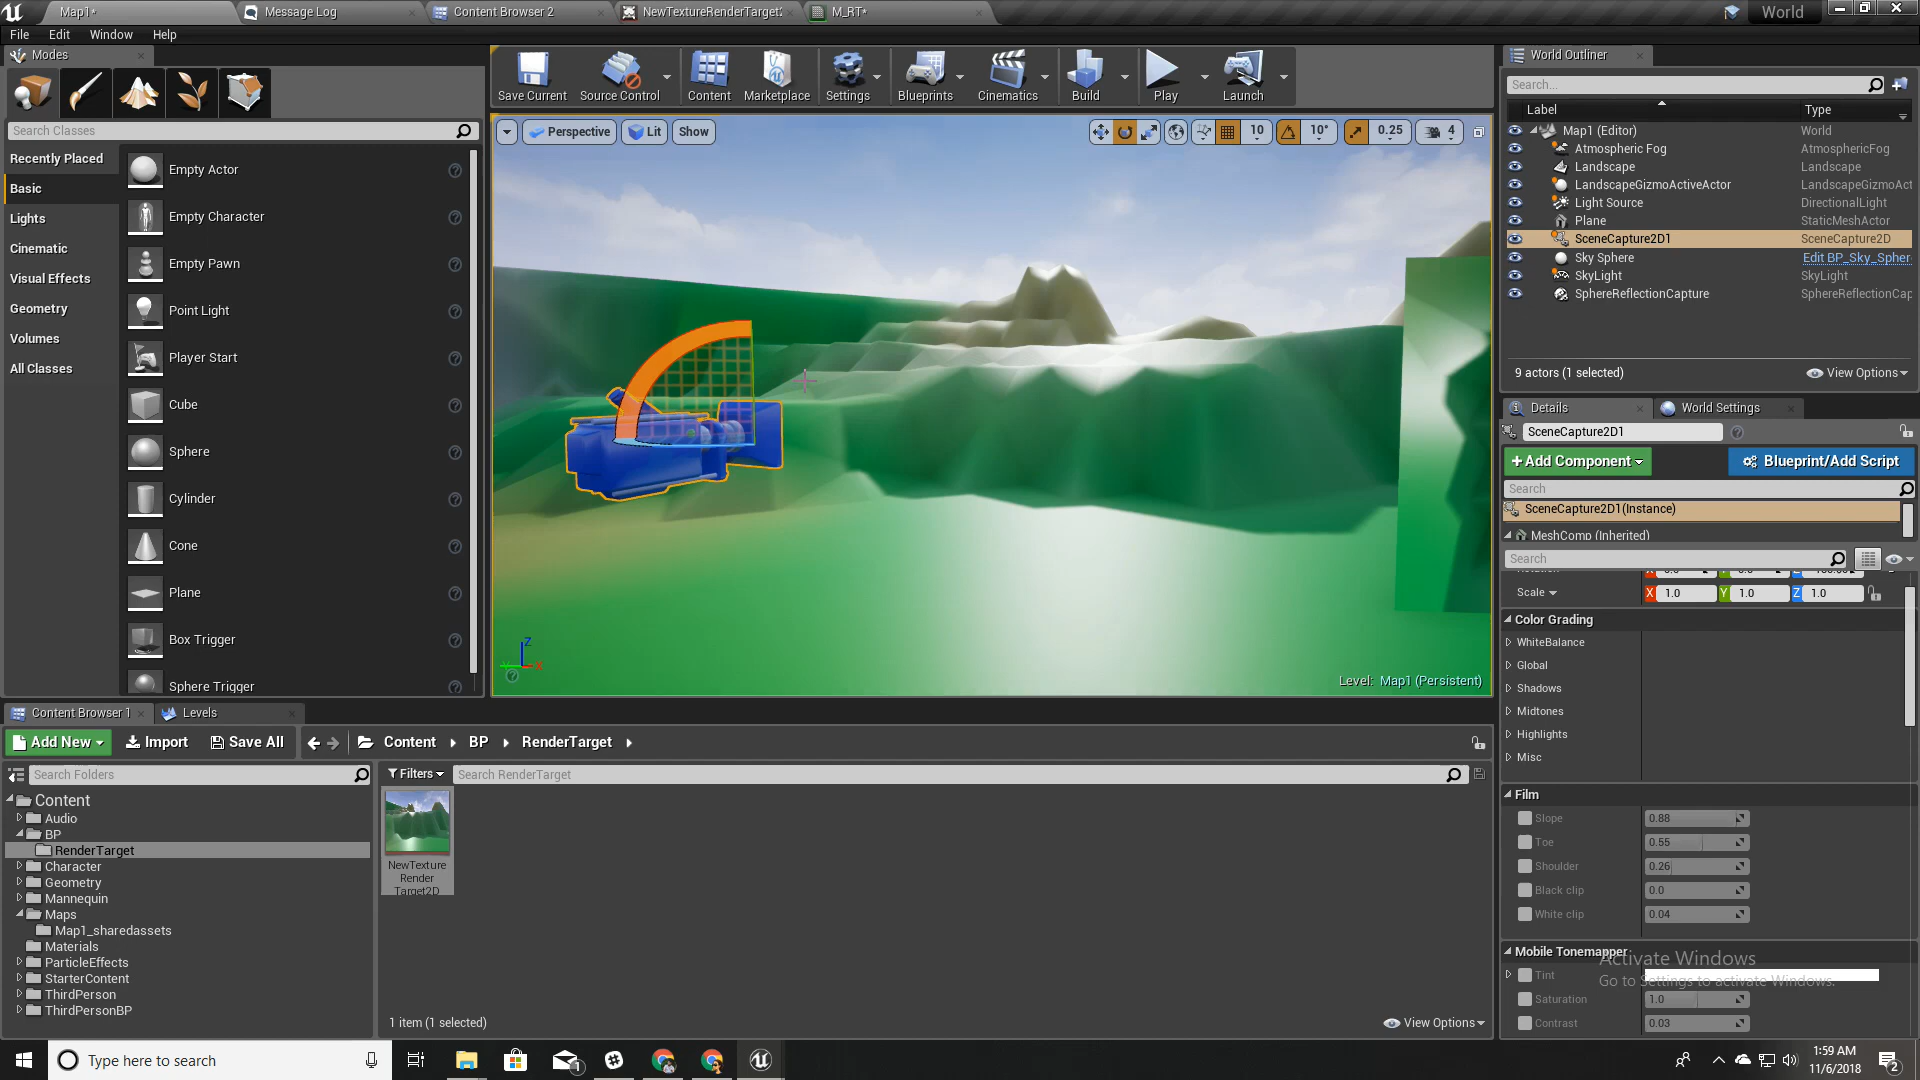 Map1*
Message Log
Content Browser 2
NewTextureRenderTarget
M_RT*
World
File
Edit
Window
Help
Modes
Save Current
Source Control
Content
Marketplace
Settings
Blueprints
Cinematics
Build
Play
Launch
World Outliner
Search...
Label
Type
Search Classes
Recently Placed
Basic
Lights
Cinematic
Visual Effects
Geometry
Volumes
All Classes
Empty Actor
Empty Character
Empty Pawn
Point Light
Player Start
Cube
Sphere
Cylinder
Cone
Plane
Box Trigger
Sphere Trigger
Perspective
Lit
Show
10
10°
0.25
4
Z
X
Level: Map1 (Persistent)
Map1 (Editor) World
Atmospheric Fog AtmosphericFog
Landscape Landscape
LandscapeGizmoActiveActor LandscapeGizmoAct
Light Source DirectionalLight
Plane StaticMeshActor
SceneCapture2D1 SceneCapture2D
Sky Sphere Edit BP_Sky_Spher
SkyLight SkyLight
SphereReflectionCapture SphereReflectionCap
9 actors (1 selected)
View Options
Details
World Settings
SceneCapture2D1
+Add Component
Blueprint/Add Script
Search
SceneCapture2D1(Instance)
MeshComp (Inherited)
Search
Scale X 1.0 Y 1.0 Z 1.0
Color Grading
WhiteBalance
Global
Shadows
Midtones
Highlights
Misc
Film
Slope 0.88
Toe 0.55
Shoulder 0.26
Black clip 0.0
White clip 0.04
Mobile Tonemapper
Tint
Saturation 1.0
Contrast 0.03
Activate Windows
Go to Settings to activate Windows.
Content Browser 1
Levels
Add New
Import
Save All
Content
BP
RenderTarget
Search Folders
Filters
Search RenderTarget
Content
Audio
BP
RenderTarget
Character
Geometry
Mannequin
Maps
Map1_sharedassets
Materials
ParticleEffects
StarterContent
ThirdPerson
ThirdPersonBP
NewTexture
Render
Target2D
1 item (1 selected)
View Options
Type here to search
1
1:59 AM
11/6/2018
2